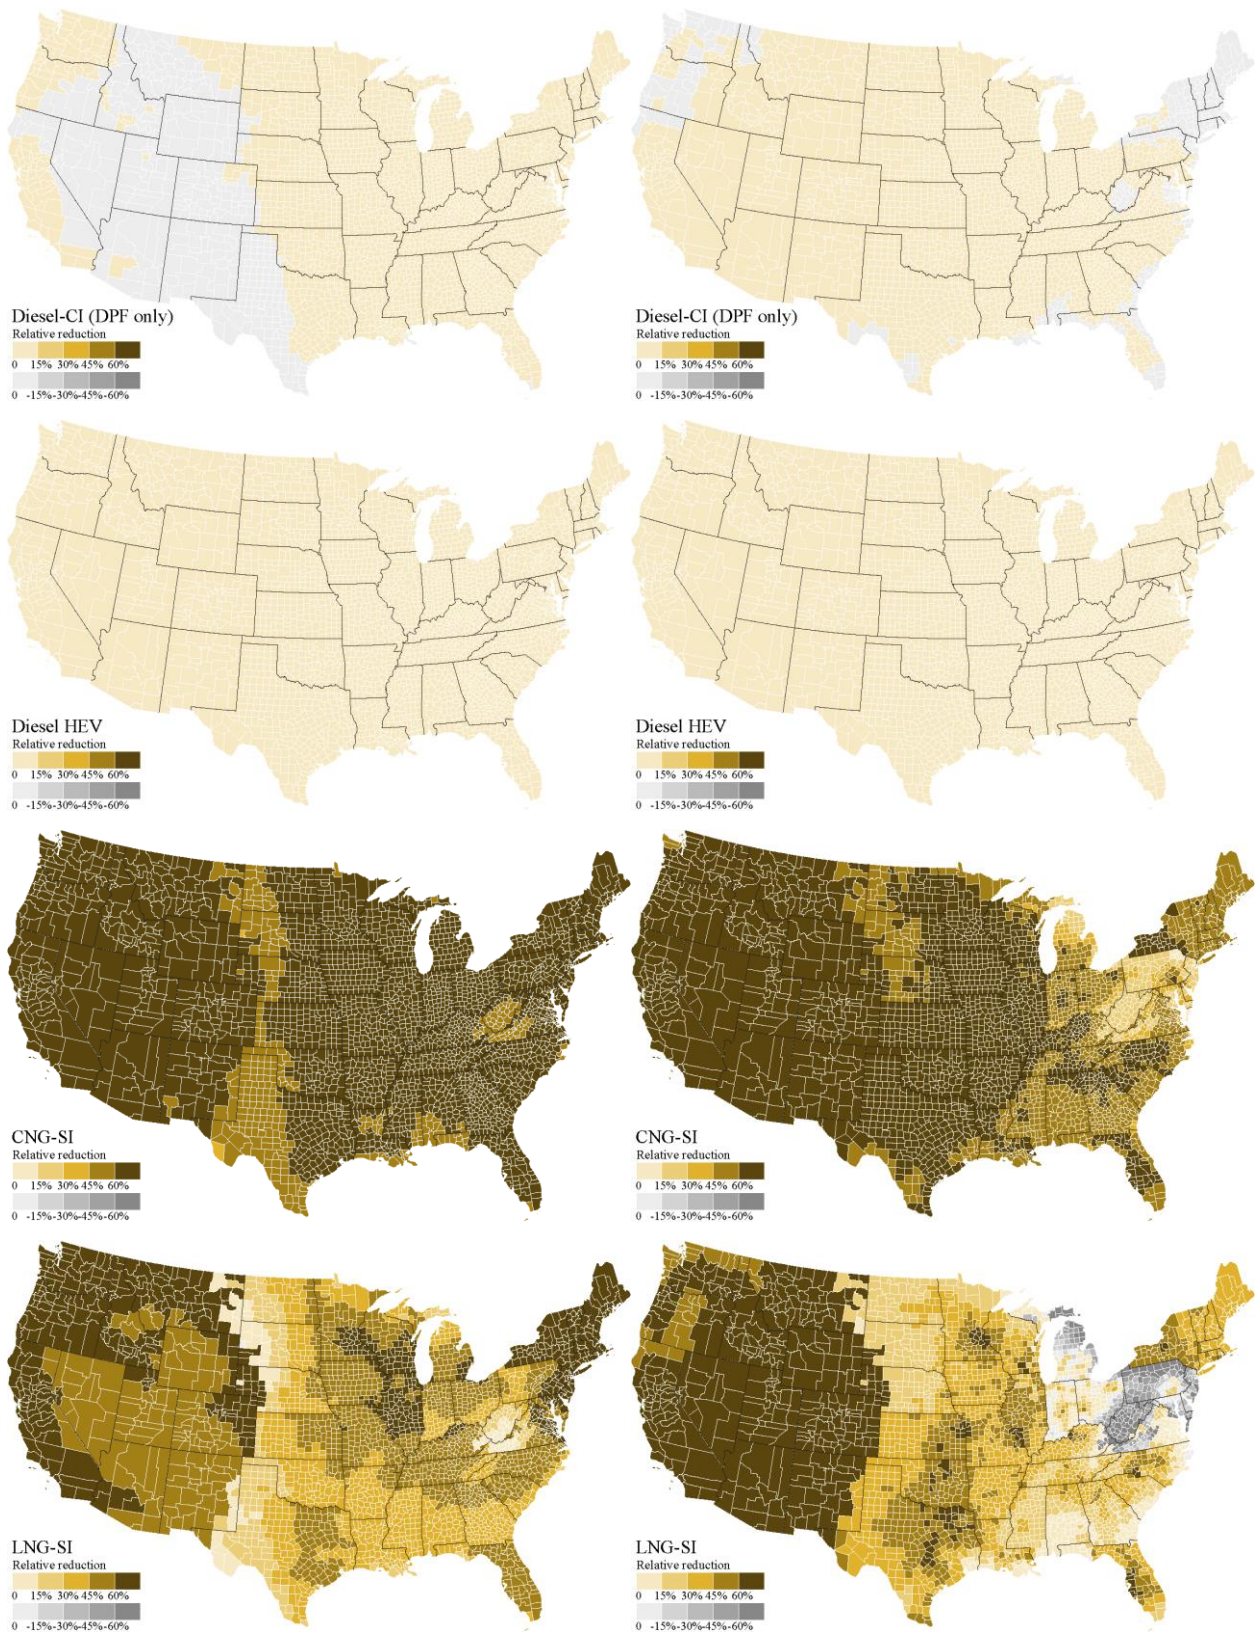 Diesel-CI (DPF only)
Relative reduction
0 15% 30% 45% 60%
0 -15%-30%-45%-60%
Diesel-CI (DPF only)
Relative reduction
0 15% 30% 45% 60%
0 -15%-30%-45%-60%
Diesel HEV
Relative reduction
0 15% 30% 45% 60%
0 -15%-30%-45%-60%
Diesel HEV
Relative reduction
0 15% 30% 45% 60%
0 -15%-30%-45%-60%
CNG-SI
Relative reduction
0 15% 30% 45% 60%
0 -15%-30%-45%-60%
CNG-SI
Relative reduction
0 15% 30% 45% 60%
0 -15%-30%-45%-60%
LNG-SI
Relative reduction
0 15% 30% 45% 60%
0 -15%-30%-45%-60%
LNG-SI
Relative reduction
0 15% 30% 45% 60%
0 -15%-30%-45%-60%